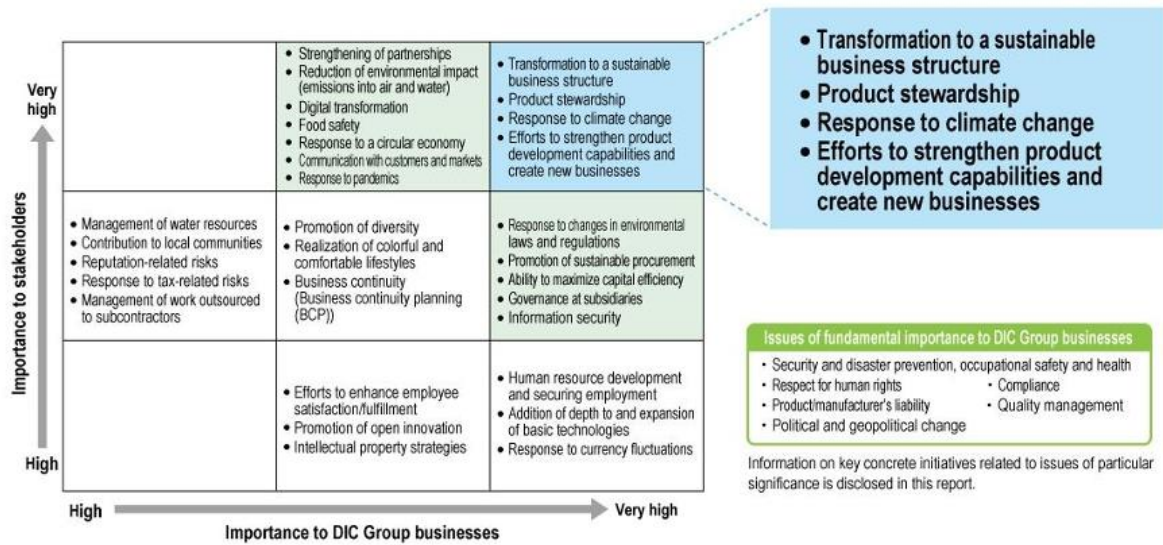 Importance to stakeholders
Very
high
High
• Strengthening of partnerships
• Reduction of environmental impact
(emissions into air and water)
• Digital transformation
• Food safety
• Response to a circular economy
• Communication with customers and markets
• Response to pandemics
• Transformation to a sustainable
business structure
• Product stewardship
• Response to climate change
• Efforts to strengthen product
development capabilities and
create new businesses
• Management of water resources
• Contribution to local communities
• Reputation-related risks
• Response to tax-related risks
• Management of work outsourced
to subcontractors
• Promotion of diversity
• Realization of colorful and
comfortable lifestyles
• Business continuity
(Business continuity planning
(BCP))
• Response to changes in environmental
laws and regulations
• Promotion of sustainable procurement
• Ability to maximize capital efficiency
• Governance at subsidiaries
• Information security
• Efforts to enhance employee
satisfaction/fulfillment
• Promotion of open innovation
• Intellectual property strategies
• Human resource development
and securing employment
• Addition of depth to and expansion
of basic technologies
• Response to currency fluctuations
High
Very high
Importance to DIC Group businesses
• Transformation to a sustainable
business structure
• Product stewardship
• Response to climate change
• Efforts to strengthen product
development capabilities and
create new businesses
Issues of fundamental importance to DIC Group businesses
• Security and disaster prevention, occupational safety and health
• Respect for human rights • Compliance
• Product/manufacturer's liability • Quality management
• Political and geopolitical change
Information on key concrete initiatives related to issues of particular
significance is disclosed in this report.